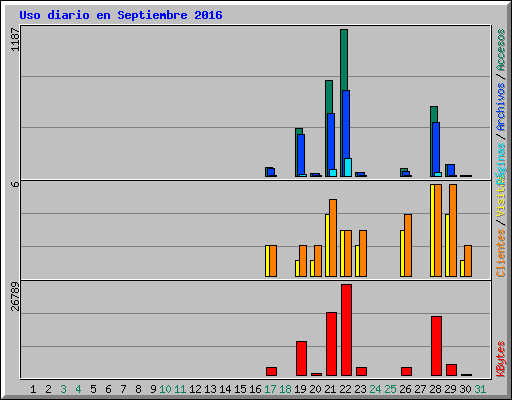 Uso diario en Septiembre 2016
1187
6
26789
Accesos / Archivos / Páginas
Visitas / Clientes
KBytes
1 2 3 4 5 6 7 8 9 10 11 12 13 14 15 16 17 18 19 20 21 22 23 24 25 26 27 28 29 30 31